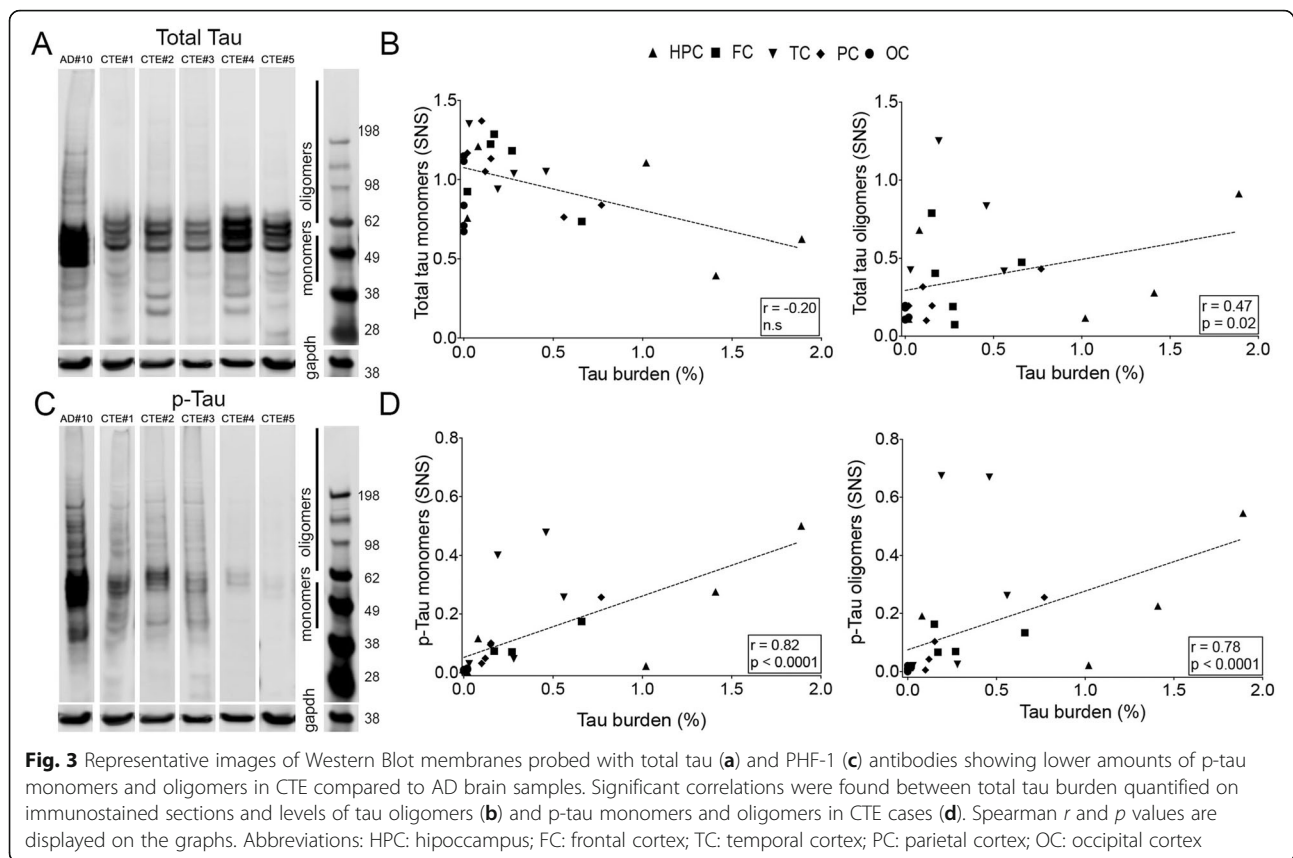 A
Total Tau
AD#10 CTE#1 CTE#2 CTE#3 CTE#4 CTE#5
oligomers
monomers
gapdh
198
98
62
49
38
28
38
B
▲ HPC ■ FC ▼ TC ◆ PC ● OC
Total tau monomers (SNS)
1.5
1.0
0.5
0.0
0.0 0.5 1.0 1.5 2.0
Tau burden (%)
r = -0.20
n.s
Total tau oligomers (SNS)
1.5
1.0
0.5
0.0
0.0 0.5 1.0 1.5 2.0
Tau burden (%)
r = 0.47
p = 0.02
C
p-Tau
AD#10 CTE#1 CTE#2 CTE#3 CTE#4 CTE#5
oligomers
monomers
gapdh
198
98
62
49
38
28
38
D
p-Tau monomers (SNS)
0.8
0.6
0.4
0.2
0.0
0.0 0.5 1.0 1.5 2.0
Tau burden (%)
r = 0.82
p < 0.0001
p-Tau oligomers (SNS)
0.8
0.6
0.4
0.2
0.0
0.0 0.5 1.0 1.5 2.0
Tau burden (%)
r = 0.78
p < 0.0001
Fig. 3 Representative images of Western Blot membranes probed with total tau (a) and PHF-1 (c) antibodies showing lower amounts of p-tau
monomers and oligomers in CTE compared to AD brain samples. Significant correlations were found between total tau burden quantified on
immunostained sections and levels of tau oligomers (b) and p-tau monomers and oligomers in CTE cases (d). Spearman r and p values are
displayed on the graphs. Abbreviations: HPC: hipoccampus; FC: frontal cortex; TC: temporal cortex; PC: parietal cortex; OC: occipital cortex